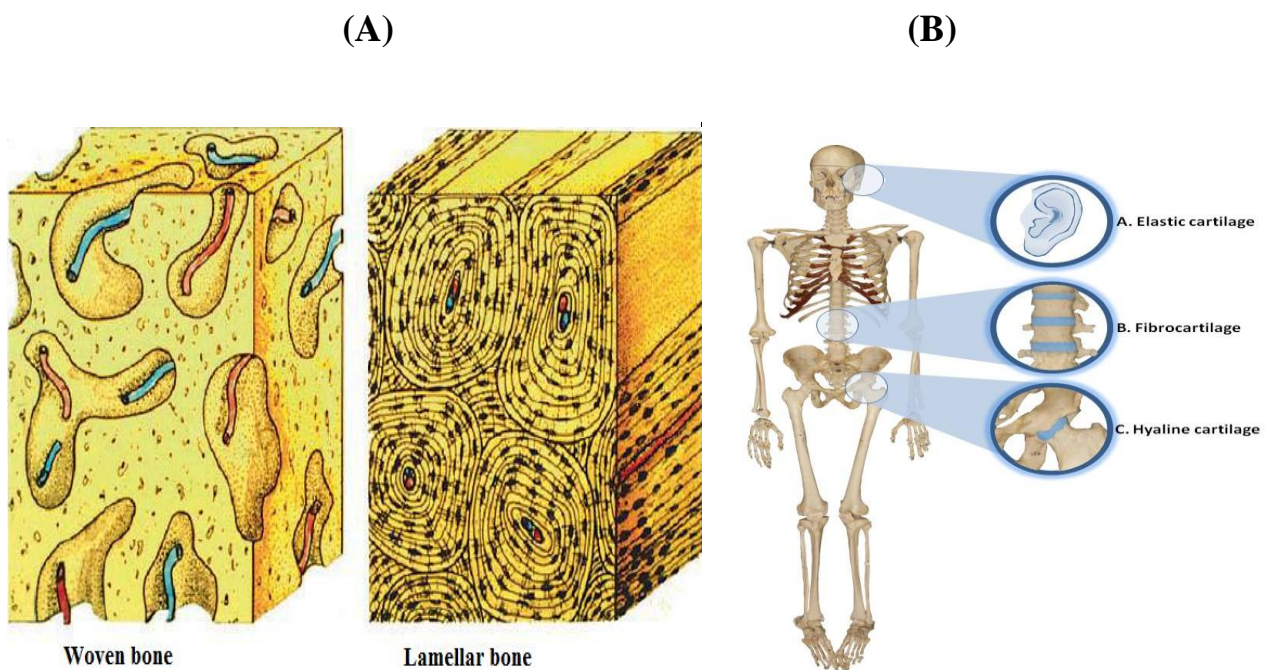 (A)
(B)
Woven bone
Lamellar bone
A. Elastic cartilage
B. Fibrocartilage
C. Hyaline cartilage